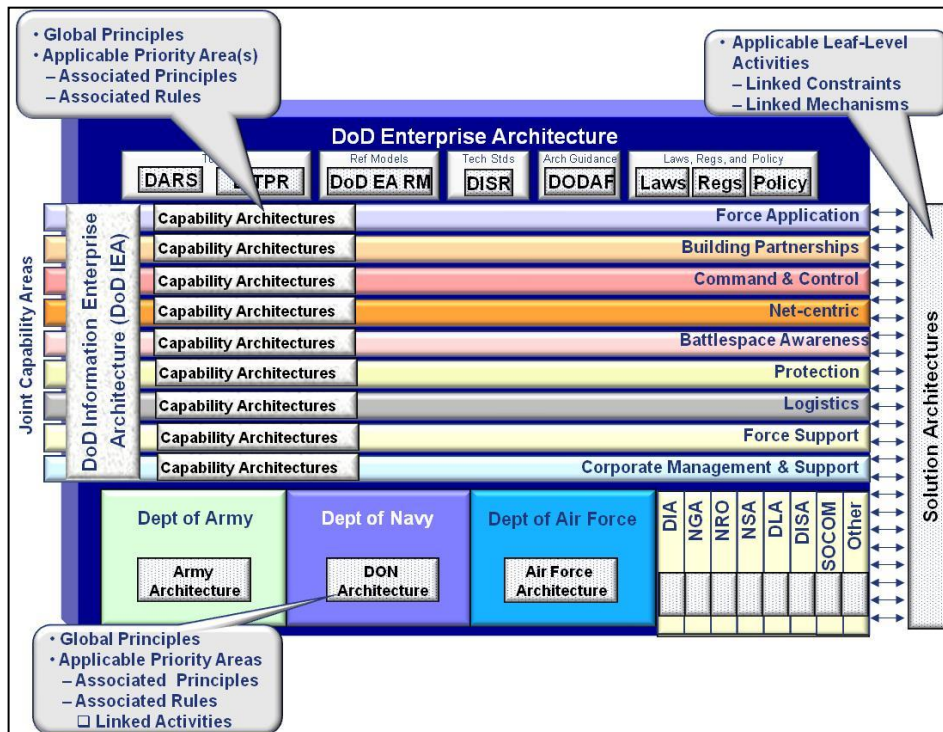 • Global Principles
• Applicable Priority Area(s)
– Associated Principles
– Associated Rules
• Applicable Leaf-Level
Activities
– Linked Constraints
– Linked Mechanisms
DoD Enterprise Architecture
Ref Models
Tech Stds
Arch Guidance
Laws, Regs, and Policy
DARS
DoD EA RM
DISR
DODAF
Laws
Regs
Policy
Joint Capability Areas
DoD Information Enterprise
Architecture (DoD IEA)
Capability Architectures
Force Application
Capability Architectures
Building Partnerships
Capability Architectures
Command & Control
Capability Architectures
Net-centric
Capability Architectures
Battlespace Awareness
Capability Architectures
Protection
Capability Architectures
Logistics
Capability Architectures
Force Support
Capability Architectures
Corporate Management & Support
Solution Architectures
Dept of Army
Army
Architecture
Dept of Navy
DON
Architecture
Dept of Air Force
Air Force
Architecture
DIA
NGA
NRO
NSA
DLA
DISA
SOCOM
Other
• Global Principles
• Applicable Priority Areas
– Associated Principles
– Associated Rules
❑ Linked Activities